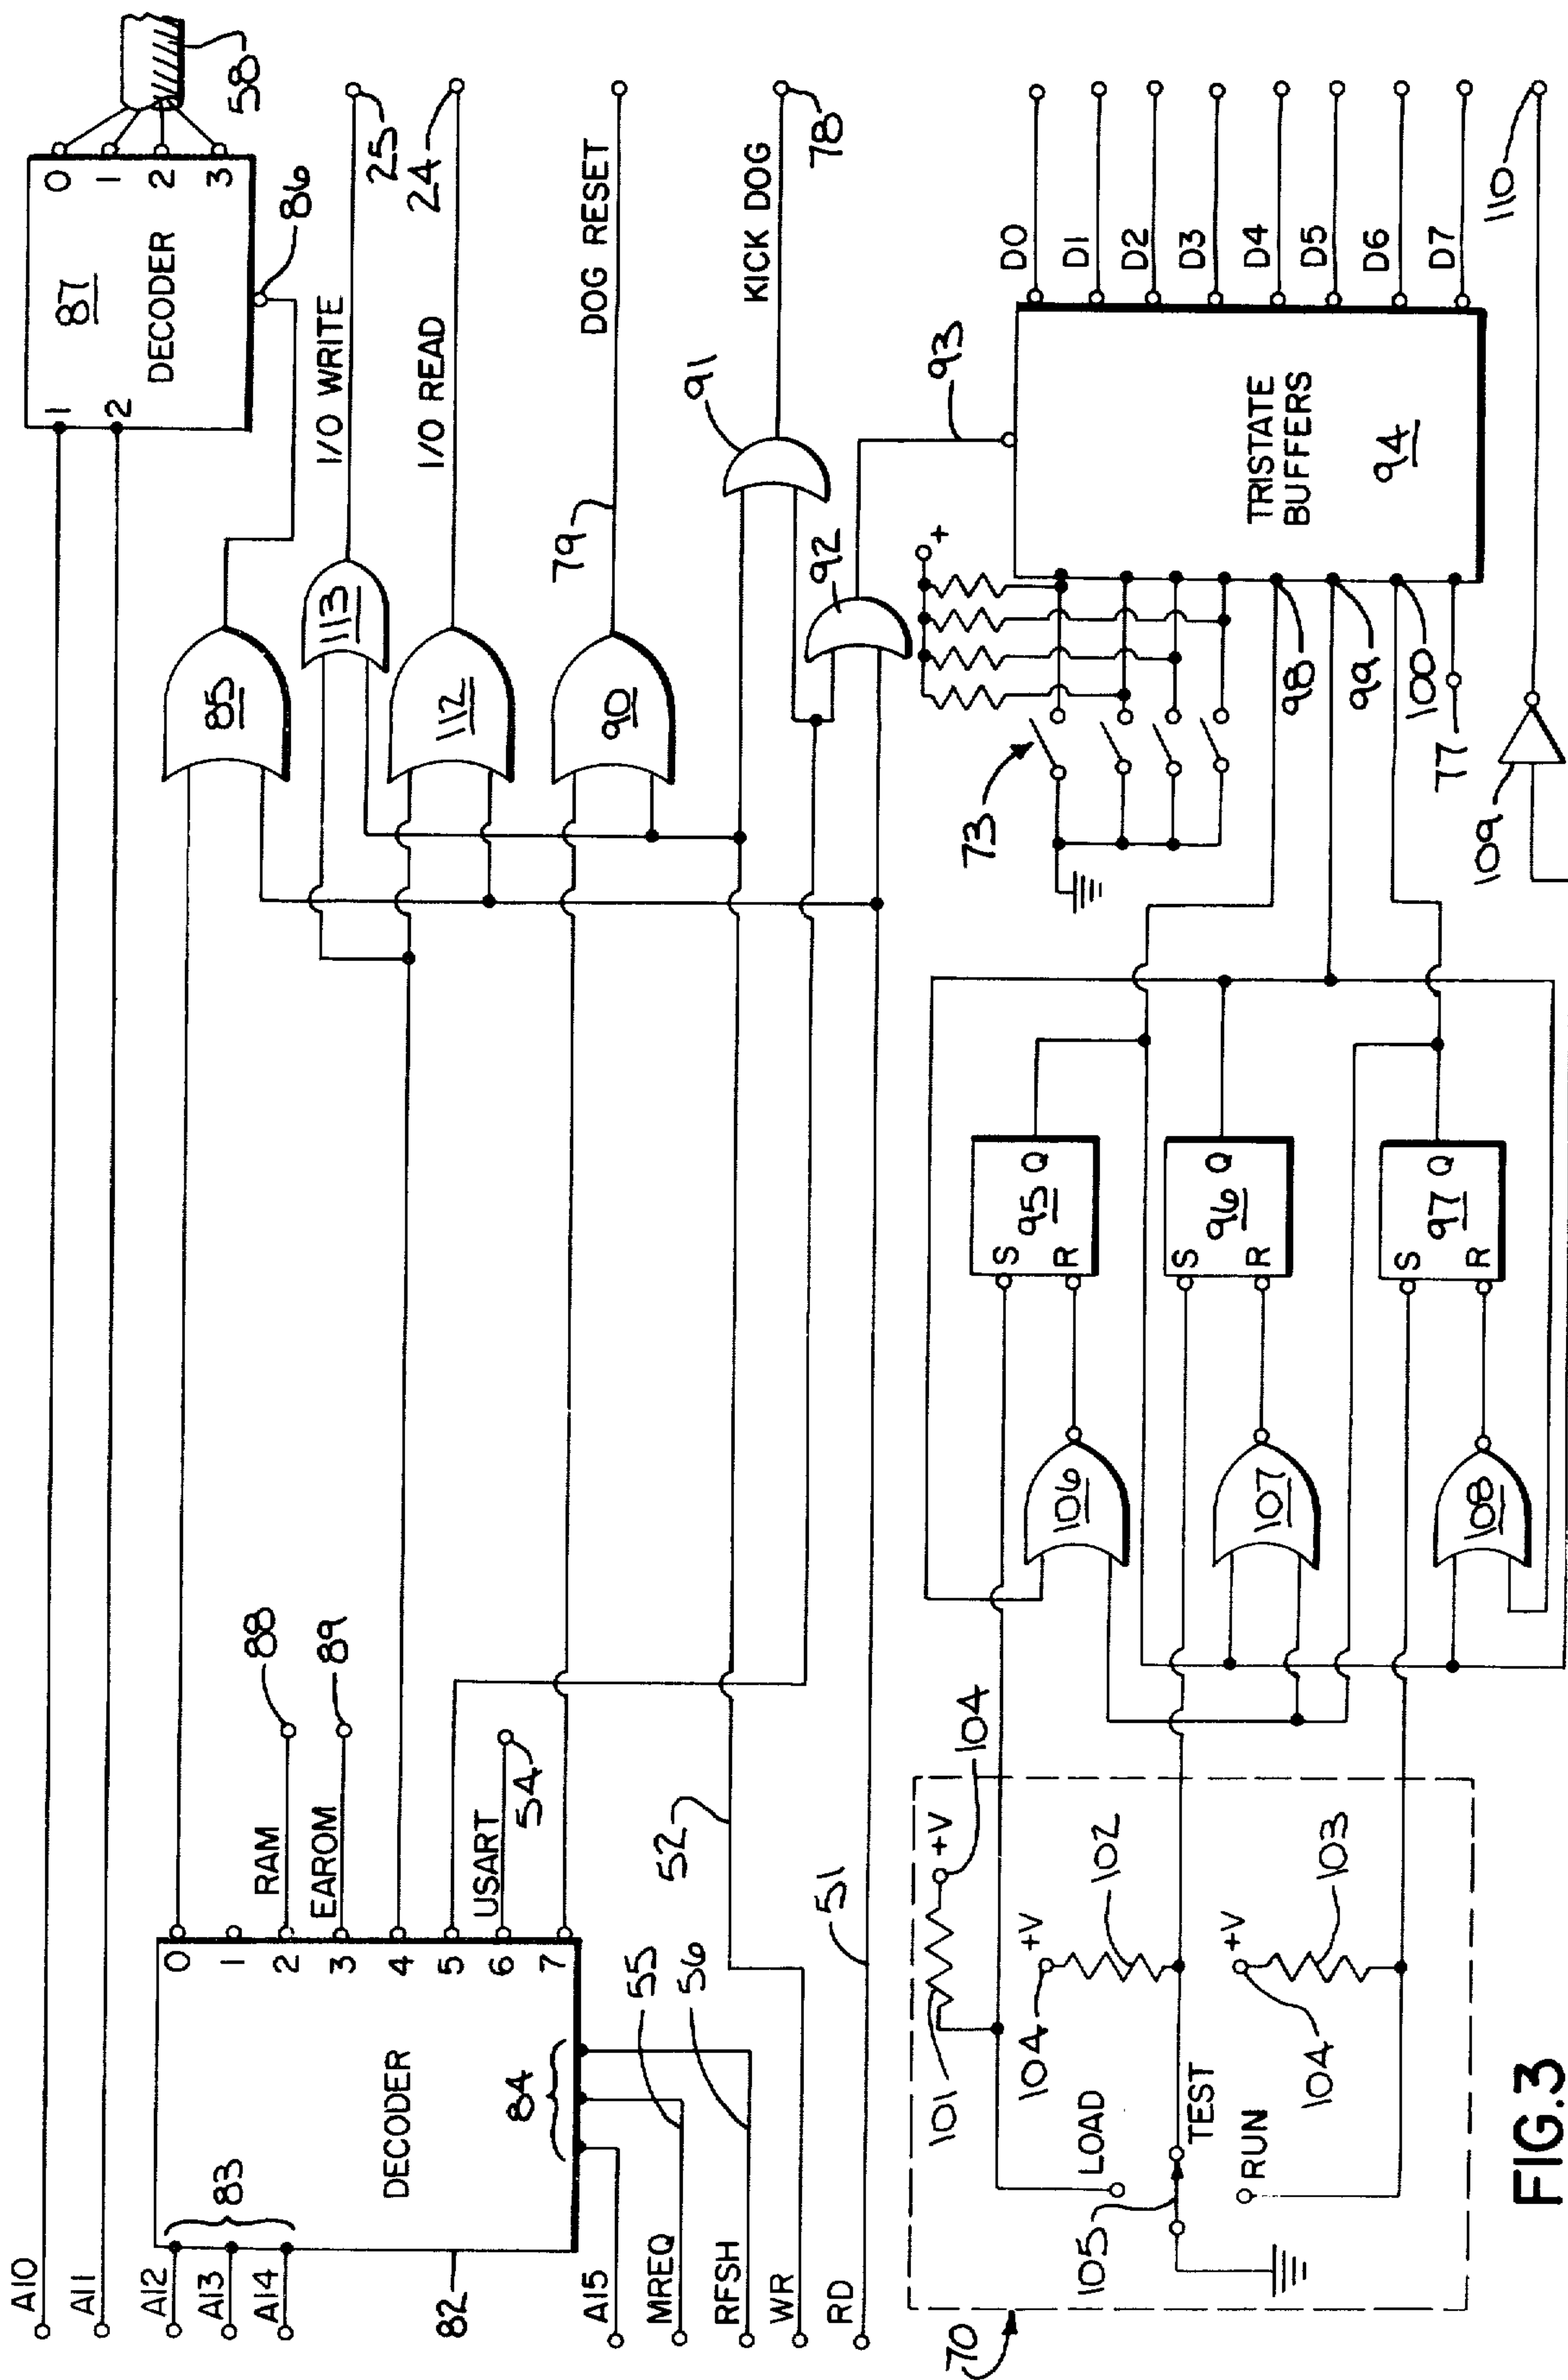 A10
A11
A12
A13
A14
83
82
DECODER
84
0
1
2
3
4
5
6
7
RAM
88
EAROM
89
USART
54
A15
MREQ
RFSH
WR
RD
55
56
52
51
1
2
87
DECODER
0
1
2
3
58
86
85
113
I/O WRITE
25
112
I/O READ
24
90
79
DOG RESET
91
KICK DOG
78
92
93
+
73
TRISTATE
BUFFERS
94
D0
D1
D2
D3
D4
D5
D6
D7
98
99
100
77
109
110
70
LOAD
TEST
RUN
105
101
+V
104
104
+V
102
+V
104
103
106
107
108
S
R
95
Q
S
R
96
Q
S
R
97
Q
FIG.3